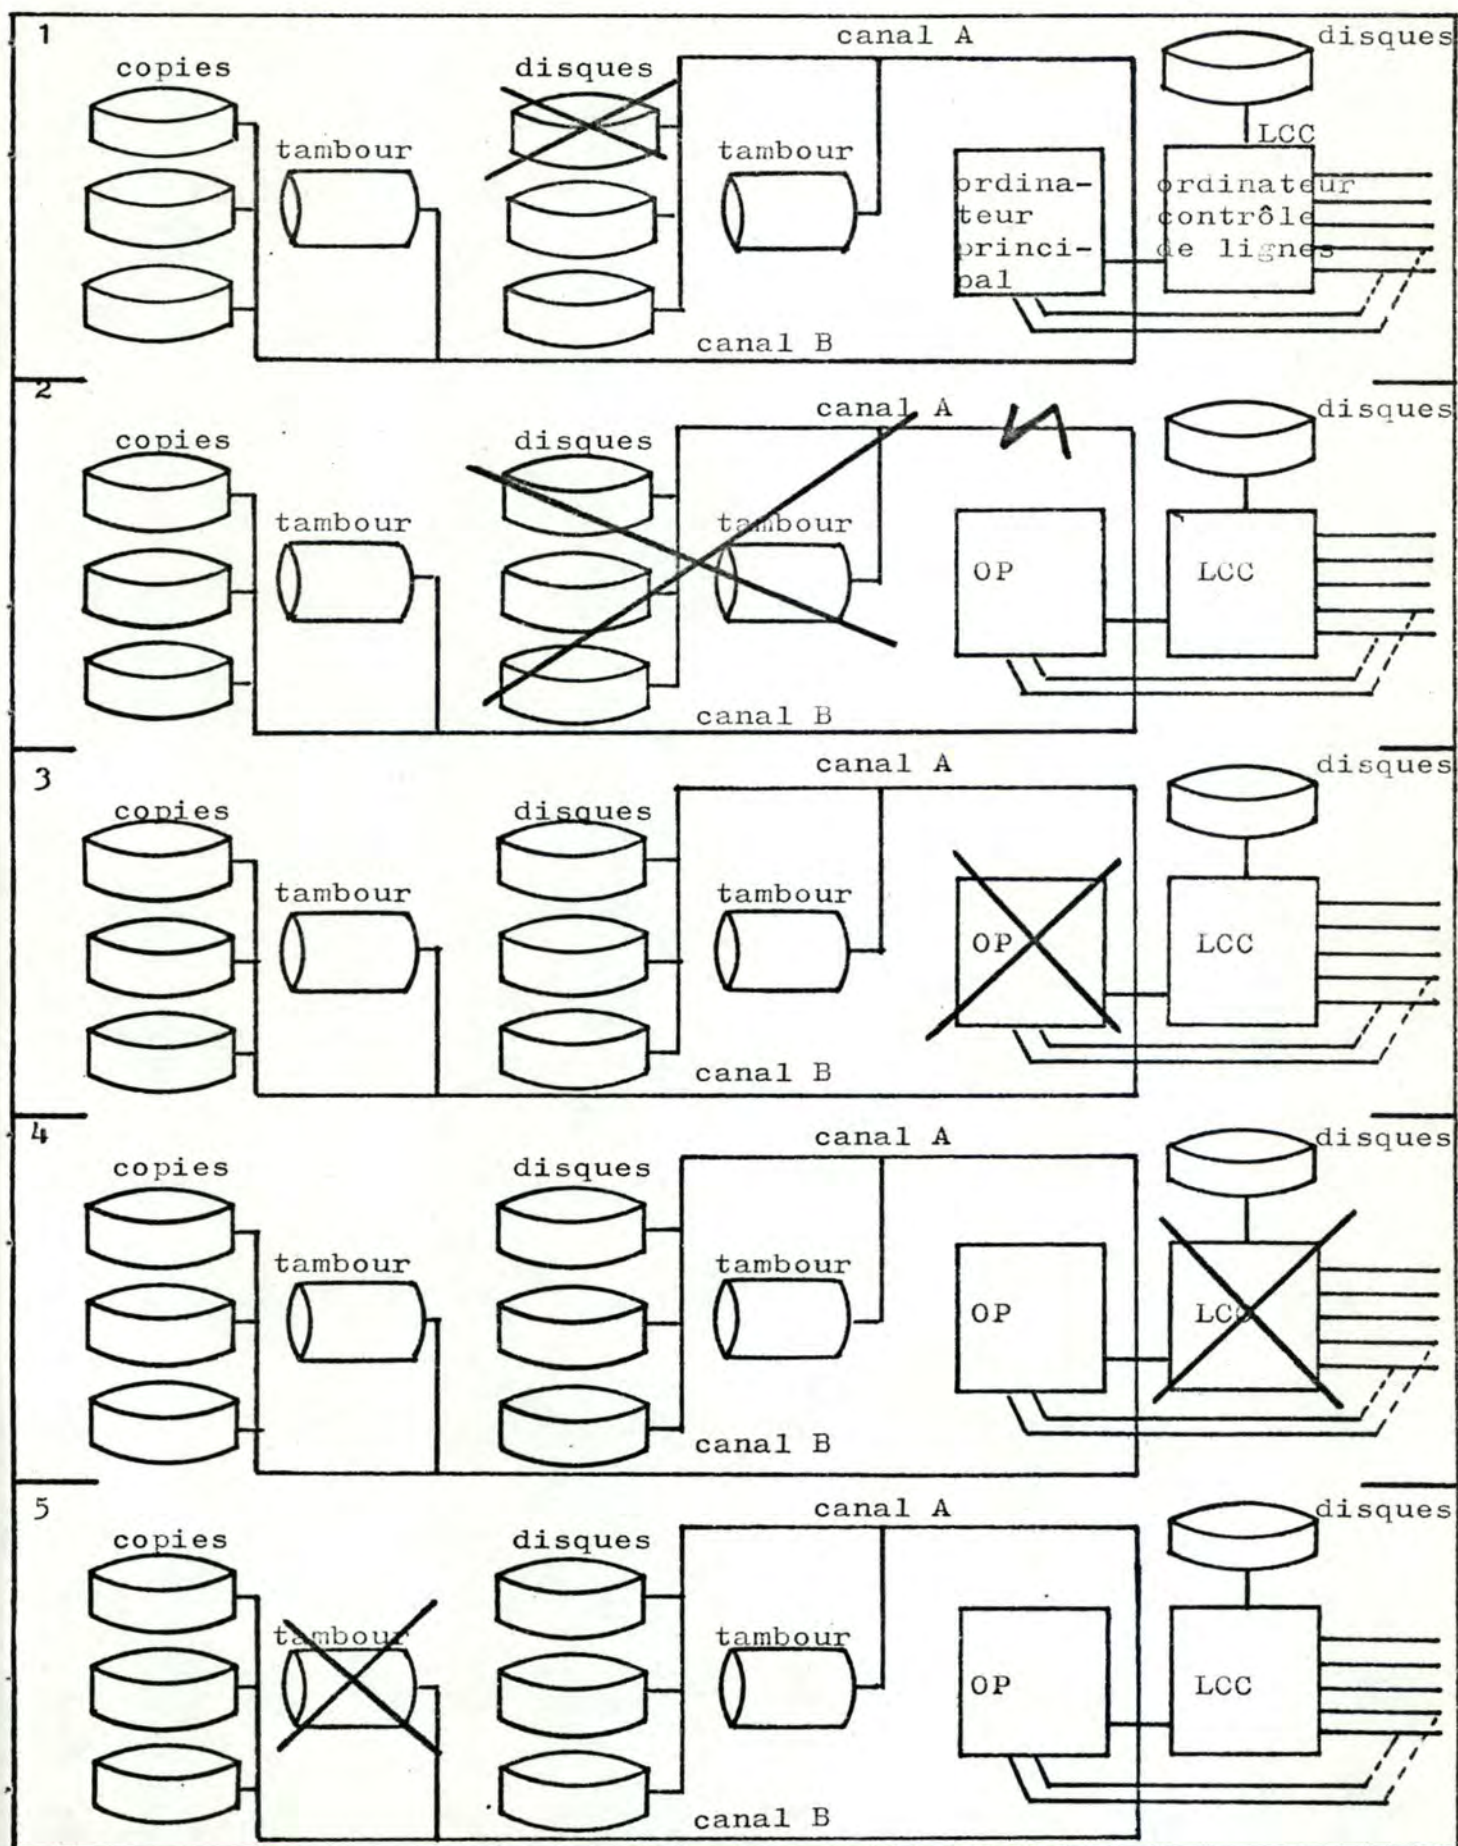 1
canal A
disques
copies
disques
LCC
tambour
tambour
ordina-
teur
princi-
pal
ordinateur
contrôle
de lignes
canal B
2
canal A
disques
copies
disques
tambour
tambour
OP
LCC
canal B
3
canal A
disques
copies
disques
tambour
tambour
OP
LCC
canal B
4
canal A
disques
copies
disques
tambour
tambour
OP
LCC
canal B
5
canal A
disques
copies
disques
tambour
tambour
OP
LCC
canal B